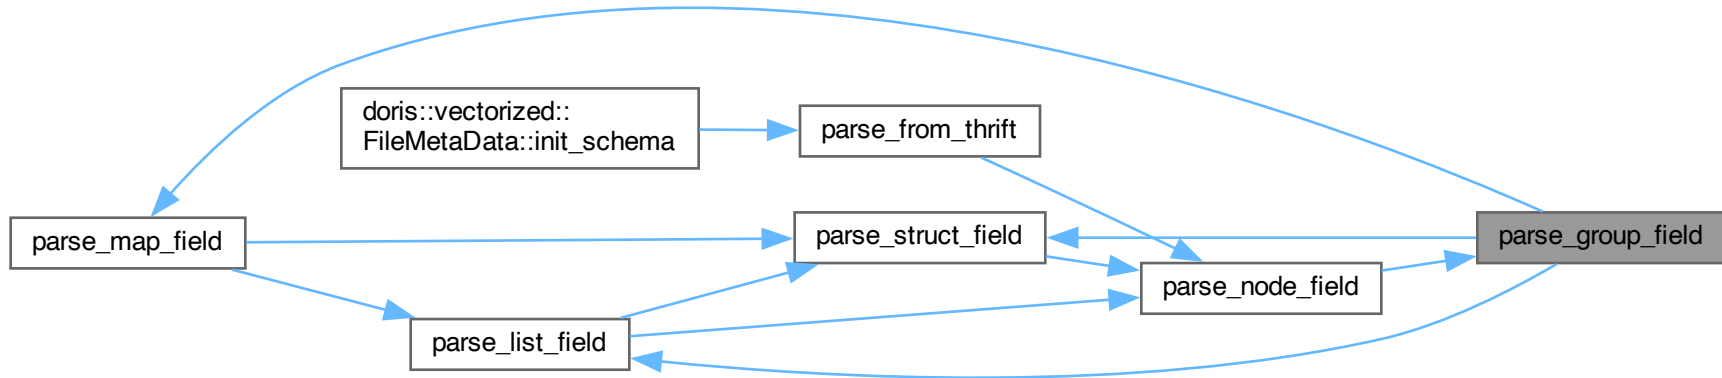 doris::vectorized::
FileMetaData::init_schema
parse_from_thrift
parse_map_field
parse_struct_field
parse_group_field
parse_node_field
parse_list_field